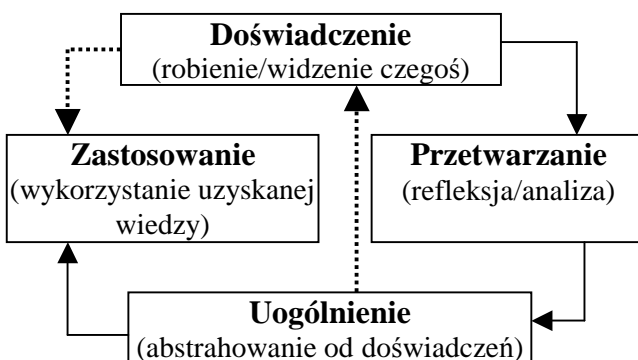 Doświadczenie
(robienie/widzenie czegoś)
Zastosowanie
(wykorzystanie uzyskanej
wiedzy)
Przetwarzanie
(refleksja/analiza)
Uogólnienie
(abstrahowanie od doświadczeń)